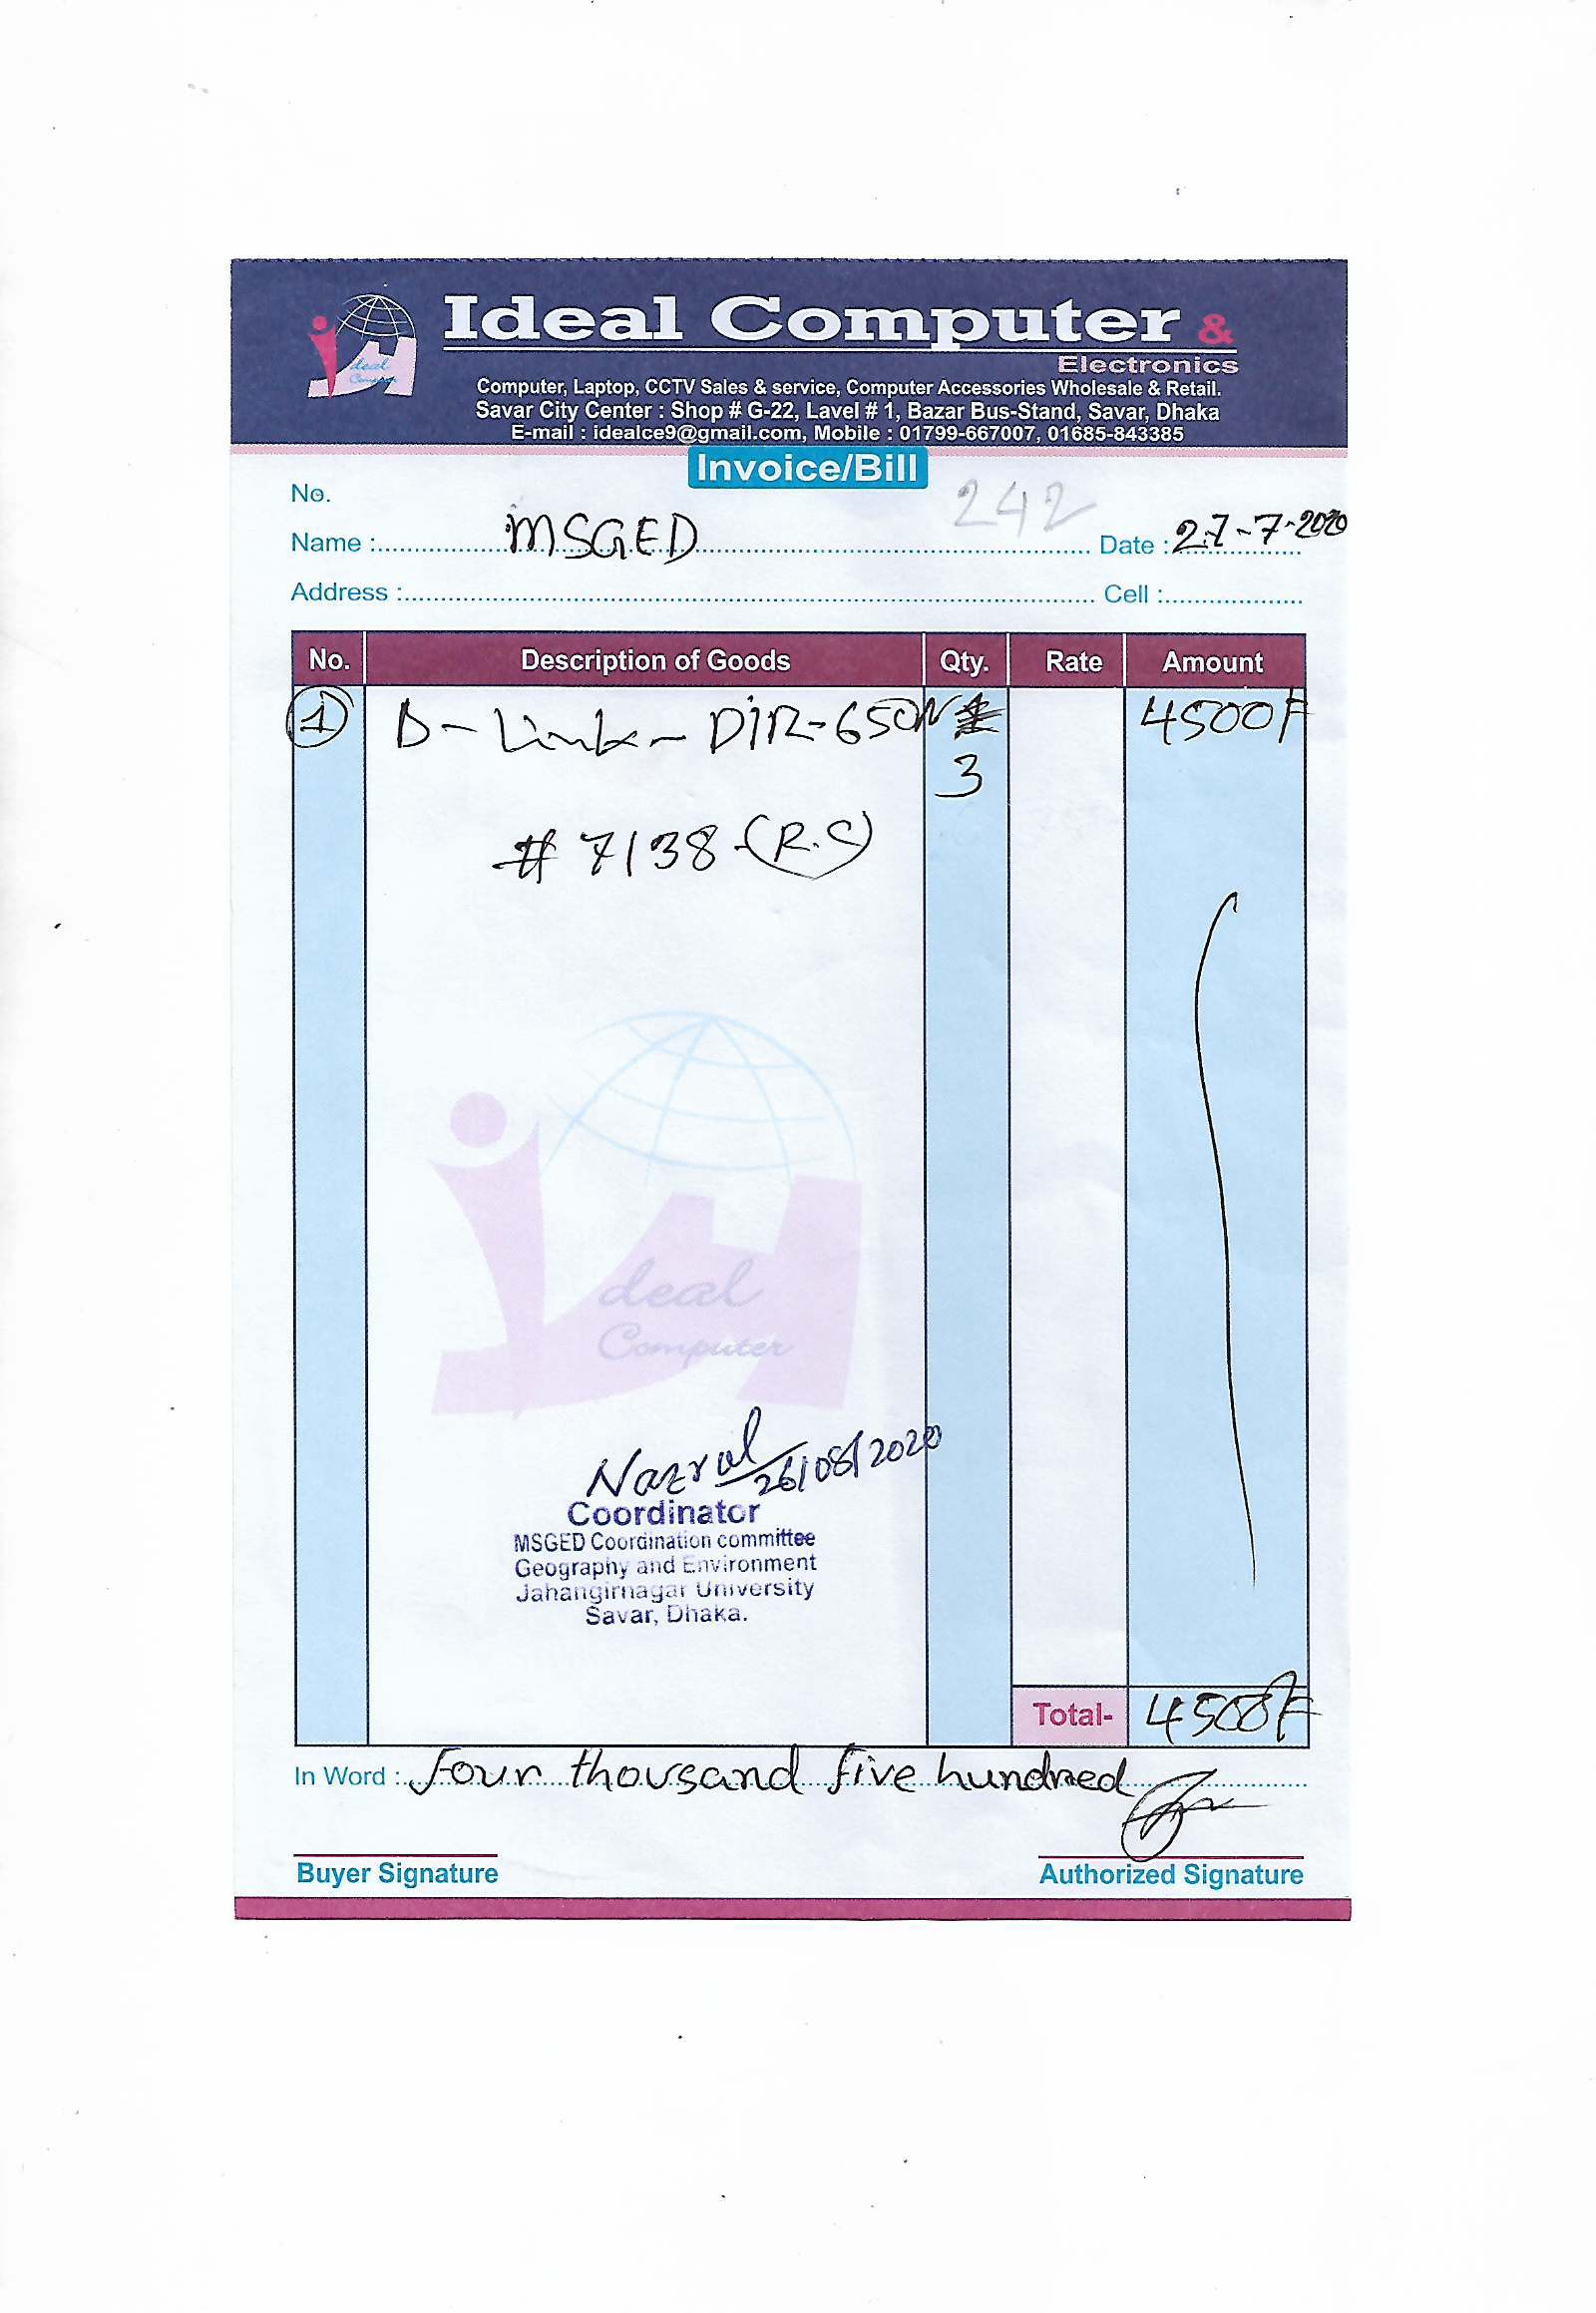 Ideal Computer &
Electronics
Ideal
Computer
Computer, Laptop, CCTV Sales & service, Computer Accessories Wholesale & Retail.
Savar City Center : Shop # G-22, Lavel # 1, Bazar Bus-Stand, Savar, Dhaka
E-mail : idealce9@gmail.com, Mobile : 01799-667007, 01685-843385
Invoice/Bill
No. 242
Name : MSGED Date : 27-7-2020
Address : Cell :
No. Description of Goods Qty. Rate Amount
1 D-Link- DIR-650N 4500/-
3
# 7138 (R.S)
Ideal
Computer
Nazrul 26/08/2020
Coordinator
MSGED Coordination committee
Geography and Environment
Jahangirnagar University
Savar, Dhaka.
Total- 4500/-
In Word : four thousand five hundred
Buyer Signature Authorized Signature